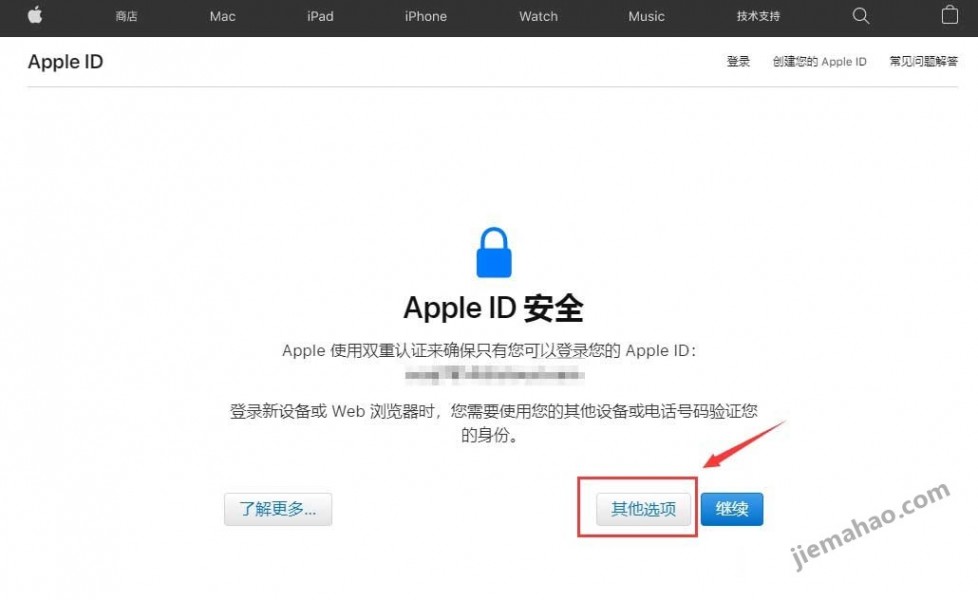 商店 Mac iPad iPhone Watch Music 技术支持
Apple ID 登录 创建您的 Apple ID 常见问题解答
Apple ID 安全
Apple 使用双重认证来确保只有您可以登录您的 Apple ID：
登录新设备或 Web 浏览器时，您需要使用您的其他设备或电话号码验证您
的身份。
了解更多... 其他选项 继续
jiemahao.com